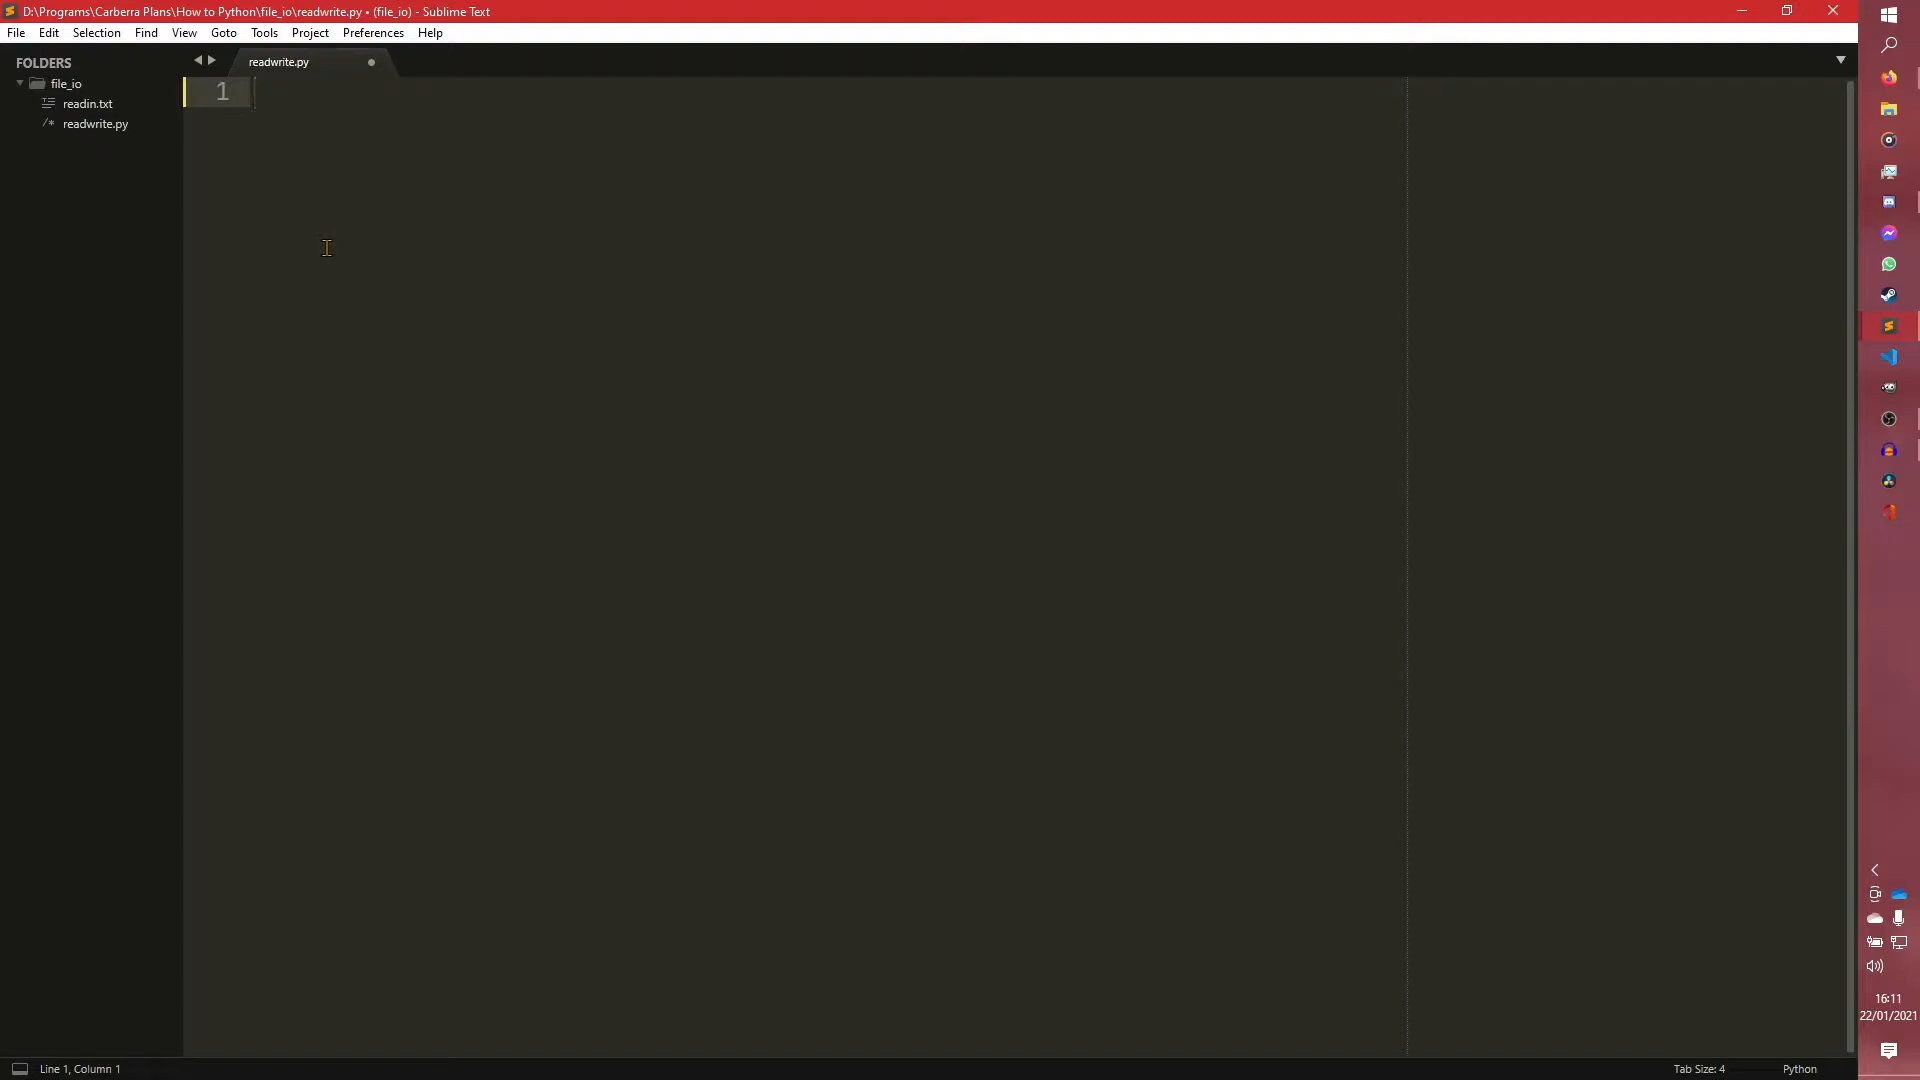 D:\Programs\Carberra Plans\How to Python\file_io\readwrite.py • (file_io) - Sublime Text
File Edit Selection Find View Goto Tools Project Preferences Help
FOLDERS
file_io
readin.txt
readwrite.py
readwrite.py
1
16:11
22/01/2021
Line 1, Column 1
Tab Size: 4
Python